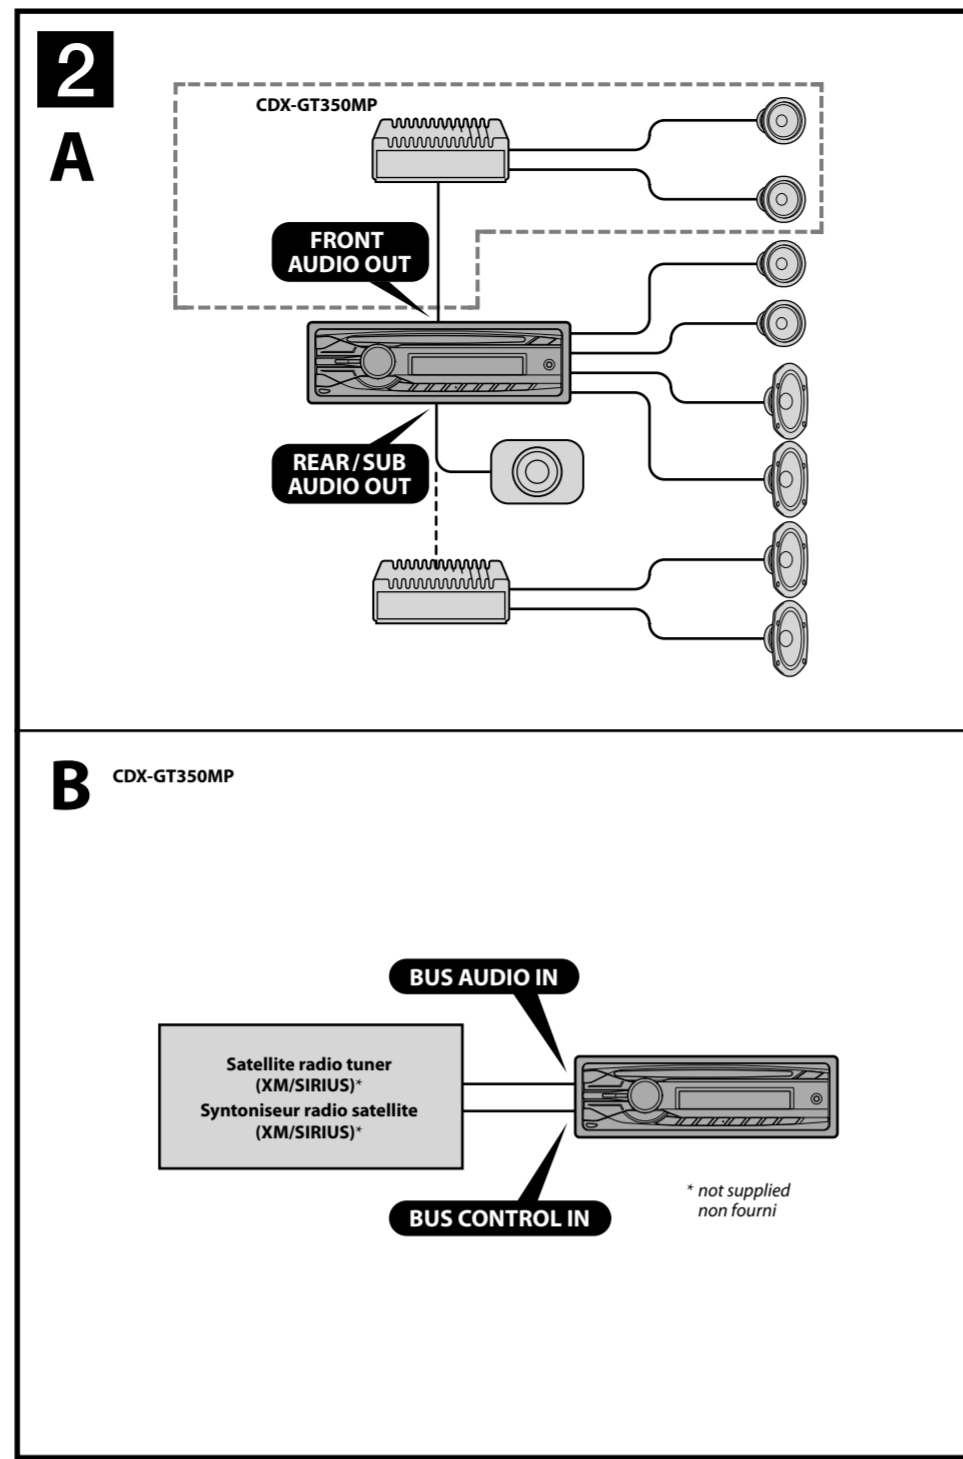 2
A
CDX-GT350MP
FRONT
AUDIO OUT
REAR/SUB
AUDIO OUT
B
CDX-GT350MP
BUS AUDIO IN
Satellite radio tuner
(XM/SIRIUS)*
Syntoniseur radio satellite
(XM/SIRIUS)*
BUS CONTROL IN
* not supplied
non fourni